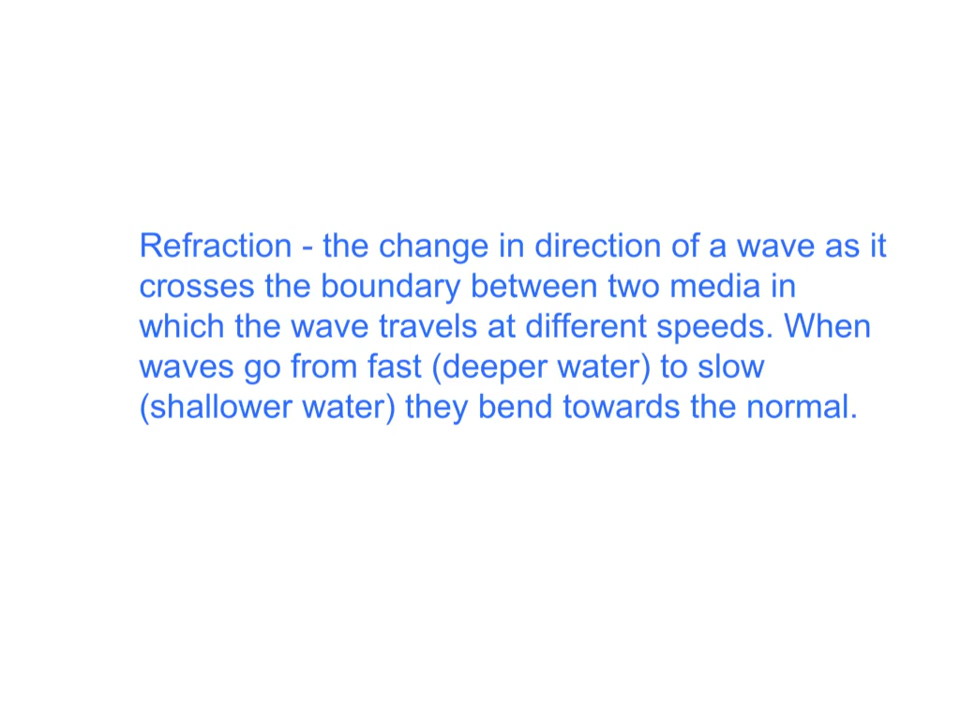 Refraction - the change in direction of a wave as it
crosses the boundary between two media in
which the wave travels at different speeds. When
waves go from fast (deeper water) to slow
(shallower water) they bend towards the normal.